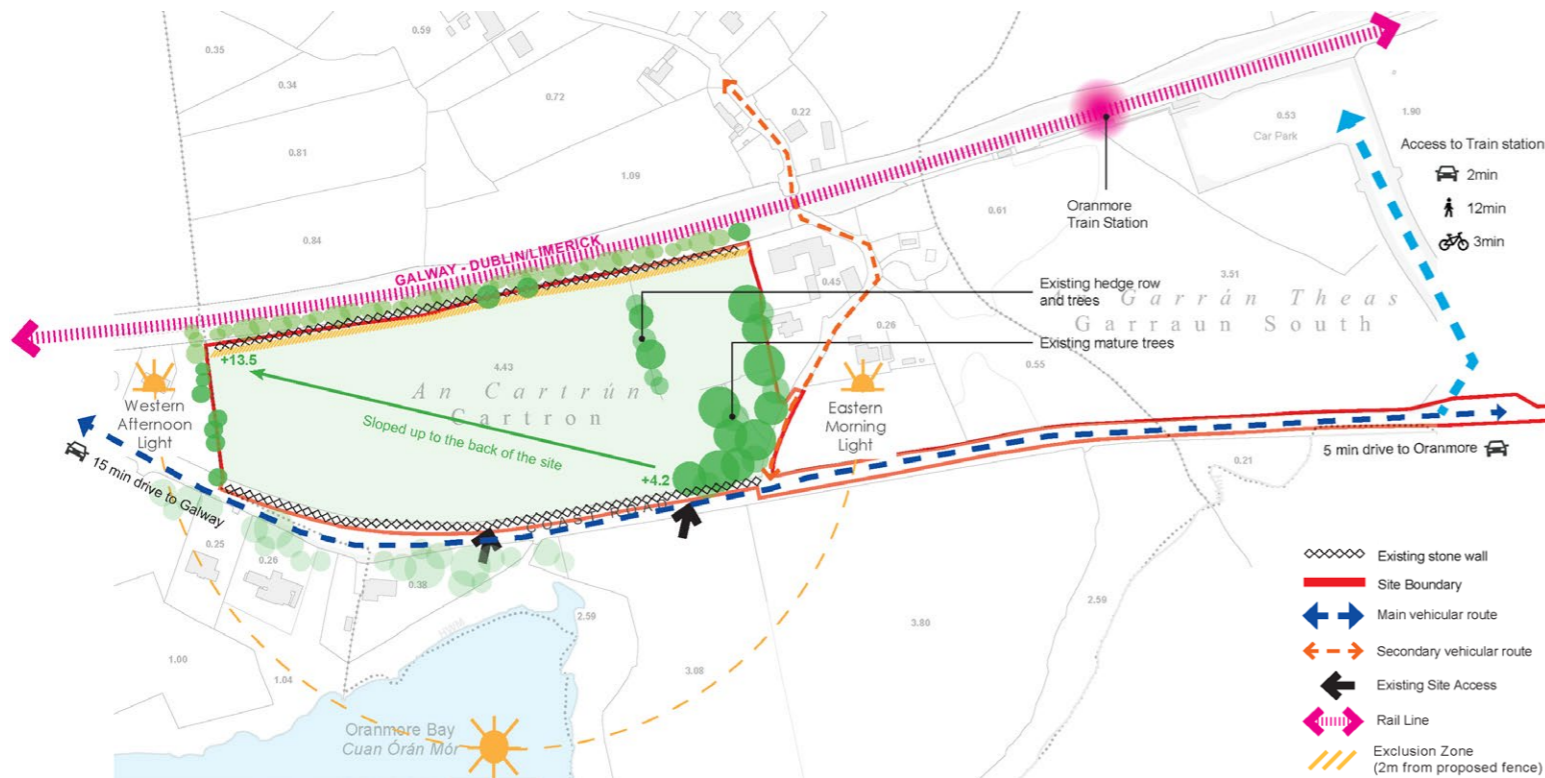 0.59
0.35
0.34
0.72
0.22
0.81
1.09
0.84
0.53
Car Park
1.90
Access to Train station
2min
12min
3min
Oranmore
Train Station
0.61
GALWAY - DUBLIN/LIMERICK
0.45
Existing hedge row
and trees
3.51
An Garrán Theas
Garraun South
0.26
Existing mature trees
0.55
+13.5
4.43
An Cartrún
Cartron
Sloped up to the back of the site
+4.2
Western
Afternoon
Light
Eastern
Morning
Light
15 min drive to Galway
5 min drive to Oranmore
0.21
COAST ROAD
0.25
0.26
0.38
HWM
2.59
2.59
3.80
3.08
1.00
1.04
Oranmore Bay
Cuan Órán Mór
Existing stone wall
Site Boundary
Main vehicular route
Secondary vehicular route
Existing Site Access
Rail Line
Exclusion Zone
(2m from proposed fence)